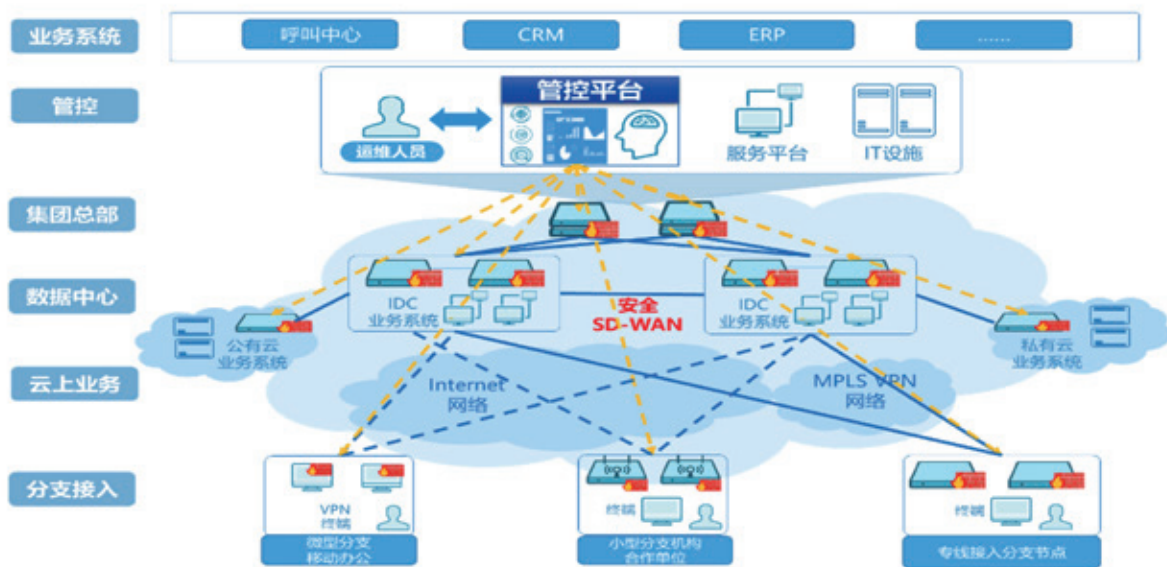 业务系统
呼叫中心
CRM
ERP
......
管控
管控平台
运维人员
服务平台
IT设施
集团总部
数据中心
IDC
业务系统
安全
SD-WAN
IDC
业务系统
公有云
业务系统
私有云
业务系统
云上业务
Internet
网络
MPLS VPN
网络
分支接入
VPN
终端
微型分支
移动办公
终端
小型分支机构
合作单位
终端
专线接入分支节点